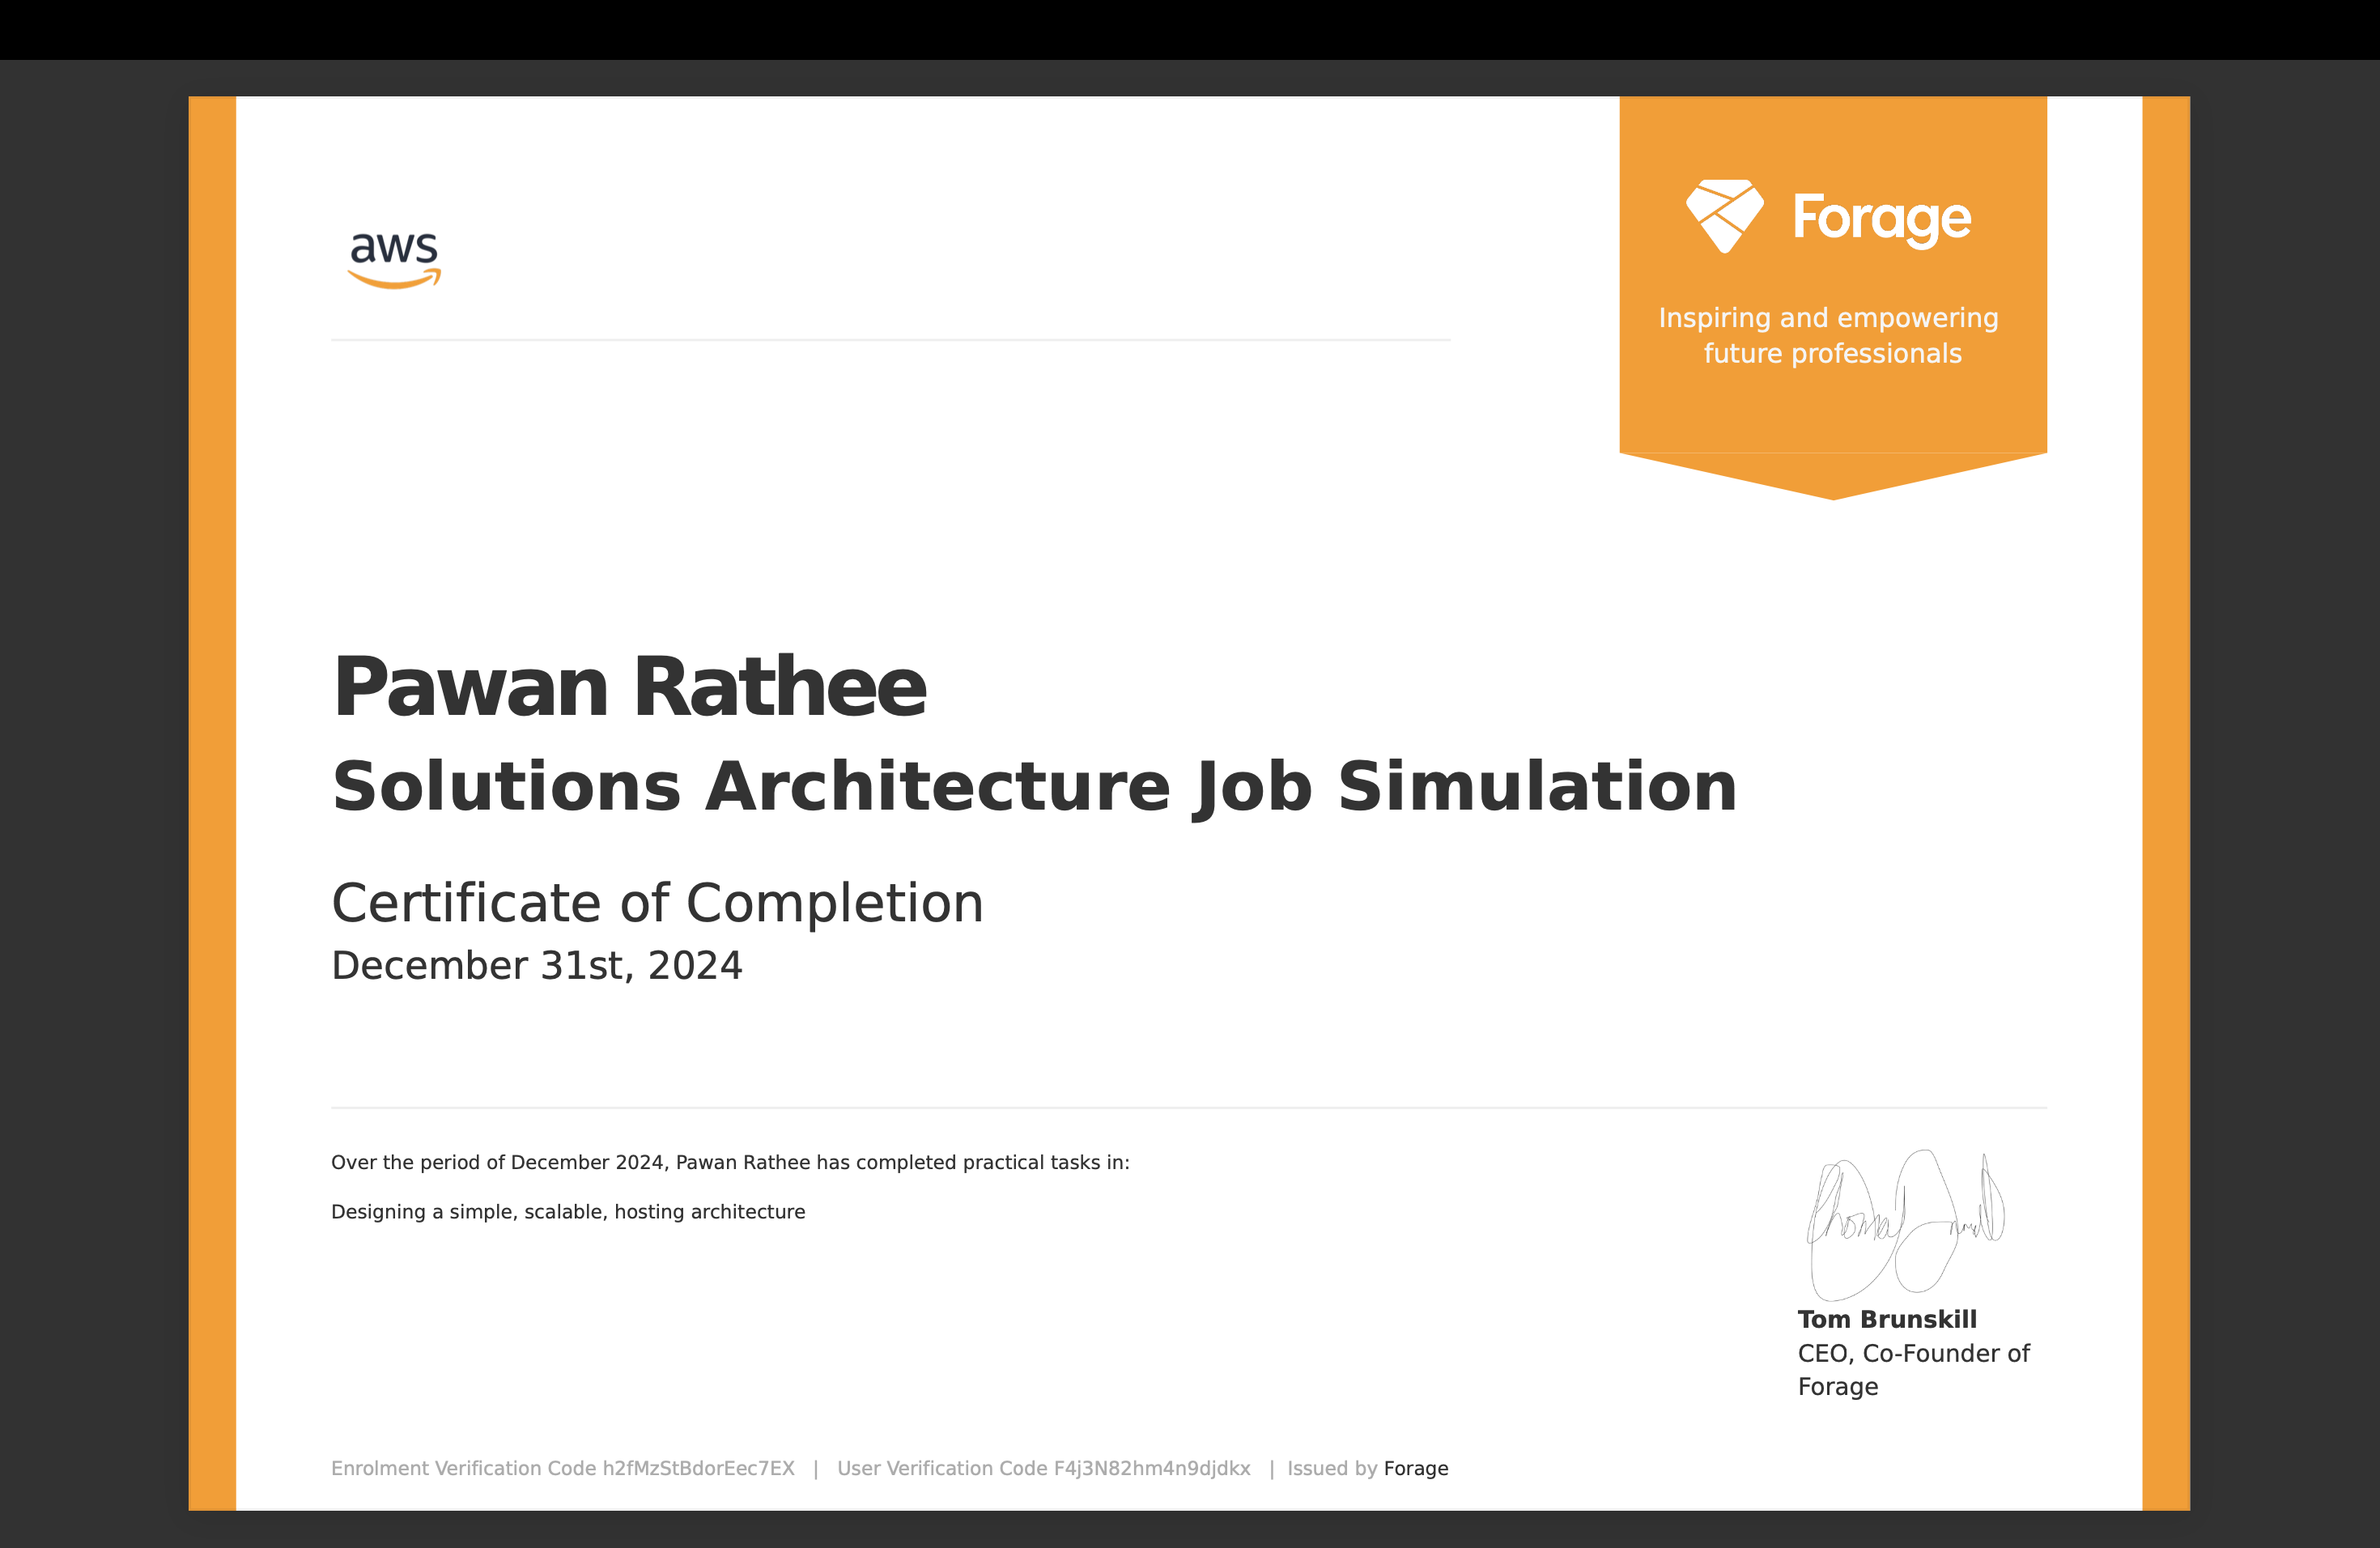 aws
Forage
Inspiring and empowering
future professionals
Pawan Rathee
Solutions Architecture Job Simulation
Certificate of Completion
December 31st, 2024
Over the period of December 2024, Pawan Rathee has completed practical tasks in:
Designing a simple, scalable, hosting architecture
Tom Brunskill
CEO, Co-Founder of
Forage
Enrolment Verification Code h2fMzStBdorEec7EX | User Verification Code F4j3N82hm4n9djdkx | Issued by Forage